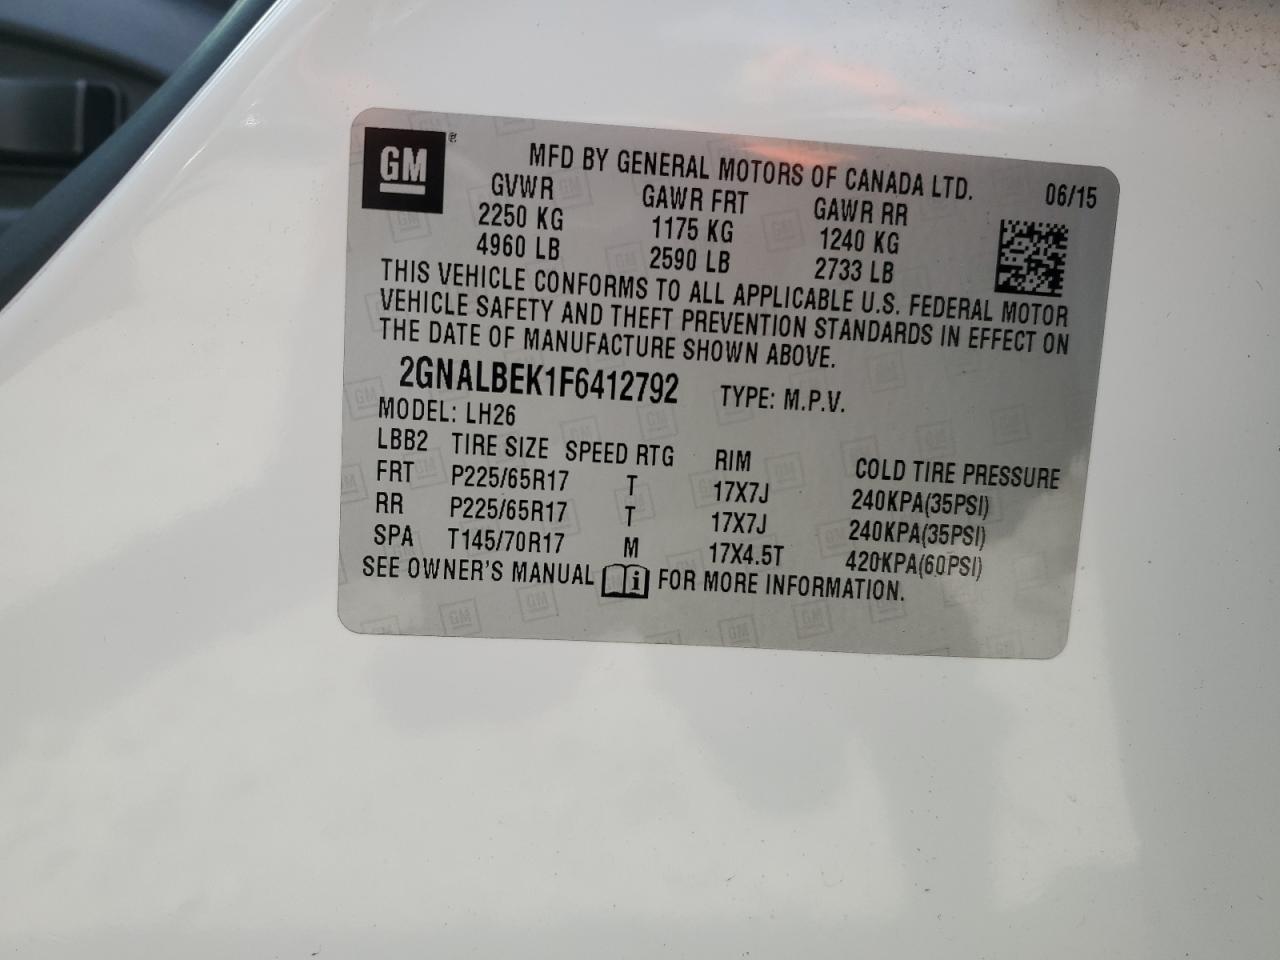 GM ®
MFD BY GENERAL MOTORS OF CANADA LTD. 06/15
GVWR GAWR FRT GAWR RR
2250 KG 1175 KG 1240 KG
4960 LB 2590 LB 2733 LB
THIS VEHICLE CONFORMS TO ALL APPLICABLE U.S. FEDERAL MOTOR
VEHICLE SAFETY AND THEFT PREVENTION STANDARDS IN EFFECT ON
THE DATE OF MANUFACTURE SHOWN ABOVE.
2GNALBEK1F6412792 TYPE: M.P.V.
MODEL: LH26
LBB2 TIRE SIZE SPEED RTG RIM COLD TIRE PRESSURE
FRT P225/65R17 T 17X7J 240KPA(35PSI)
RR P225/65R17 T 17X7J 240KPA(35PSI)
SPA T145/70R17 M 17X4.5T 420KPA(60PSI)
SEE OWNER'S MANUAL i FOR MORE INFORMATION.